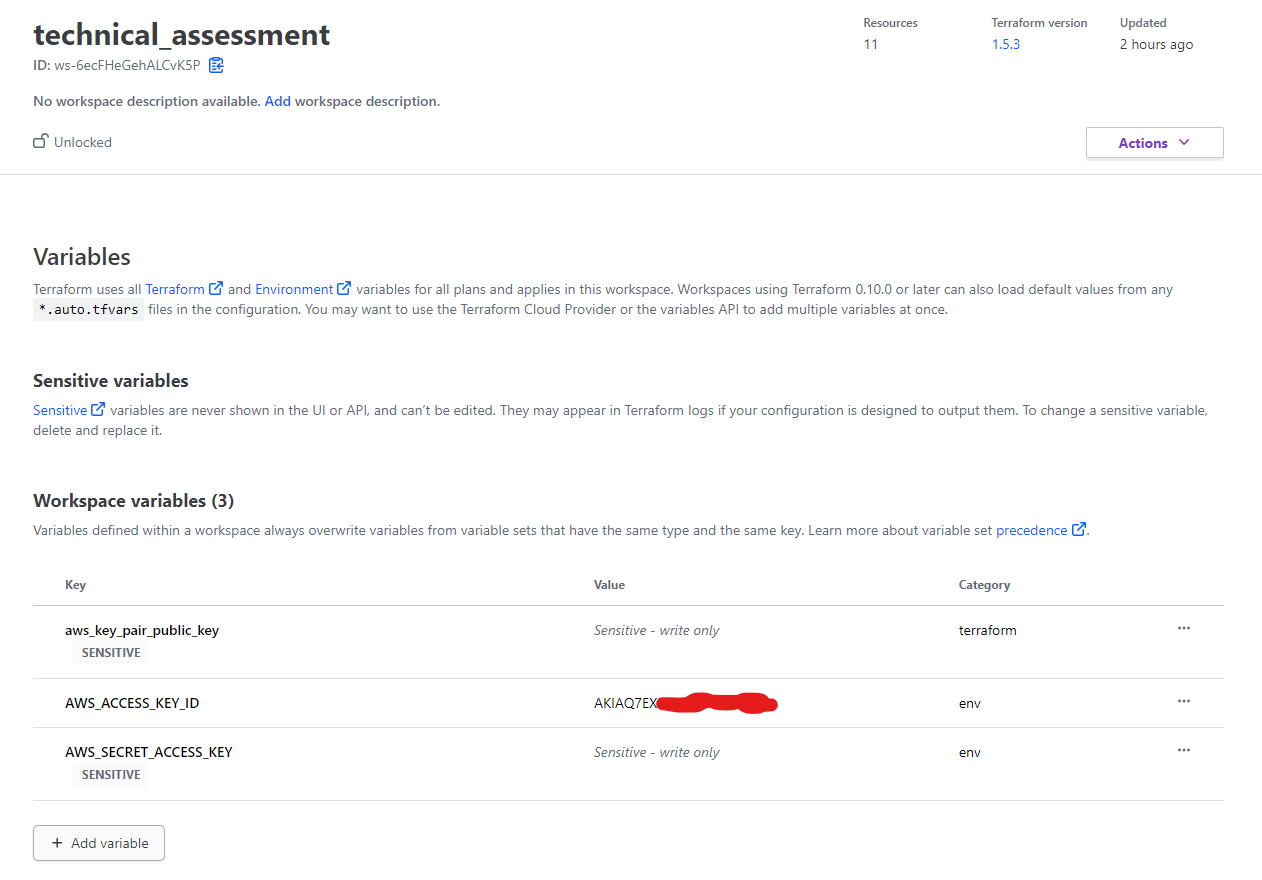 technical_assessment
Resources
Terraform version
Updated
11
1.5.3
2 hours ago
ID: ws-6ecFHeGehALCvK5P
No workspace description available. Add workspace description.
Unlocked
Actions
Variables
Terraform uses all Terraform and Environment variables for all plans and applies in this workspace. Workspaces using Terraform 0.10.0 or later can also load default values from any
*.auto.tfvars files in the configuration. You may want to use the Terraform Cloud Provider or the variables API to add multiple variables at once.
Sensitive variables
Sensitive variables are never shown in the UI or API, and can't be edited. They may appear in Terraform logs if your configuration is designed to output them. To change a sensitive variable,
delete and replace it.
Workspace variables (3)
Variables defined within a workspace always overwrite variables from variable sets that have the same type and the same key. Learn more about variable set precedence.
Key Value Category
aws_key_pair_public_key Sensitive - write only terraform
SENSITIVE
AWS_ACCESS_KEY_ID AKIAQ7EX env
AWS_SECRET_ACCESS_KEY Sensitive - write only env
SENSITIVE
+ Add variable